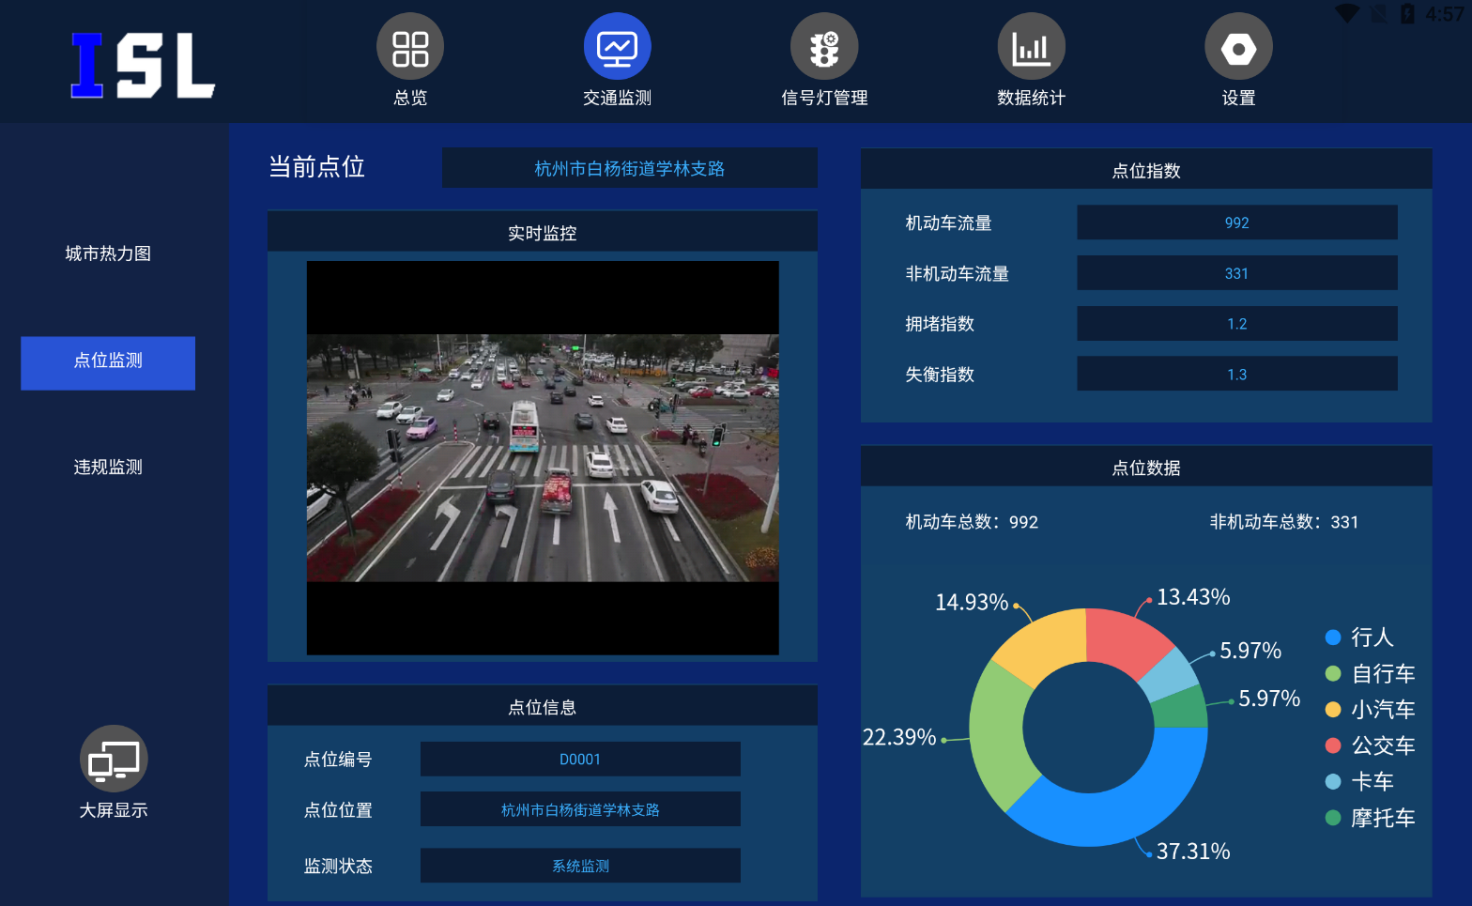 4:57
ISL
总览
交通监测
信号灯管理
数据统计
设置
城市热力图
点位监测
违规监测
大屏显示
当前点位
杭州市白杨街道学林支路
实时监控
点位信息
点位编号
D0001
点位位置
杭州市白杨街道学林支路
监测状态
系统监测
点位指数
机动车流量
992
非机动车流量
331
拥堵指数
1.2
失衡指数
1.3
点位数据
机动车总数：992
非机动车总数：331
14.93%
13.43%
5.97%
5.97%
22.39%
37.31%
行人
自行车
小汽车
公交车
卡车
摩托车